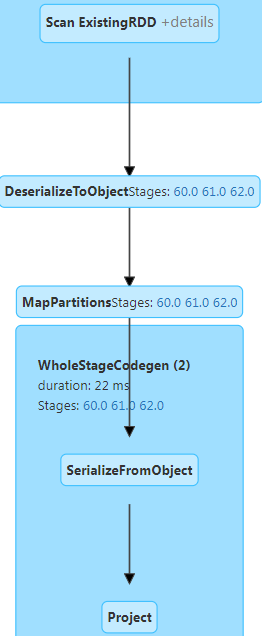 Scan ExistingRDD +details
DeserializeToObjectStages: 60.0 61.0 62.0
MapPartitionsStages: 60.0 61.0 62.0
WholeStageCodegen (2)
duration: 22 ms
Stages: 60.0 61.0 62.0
SerializeFromObject
Project